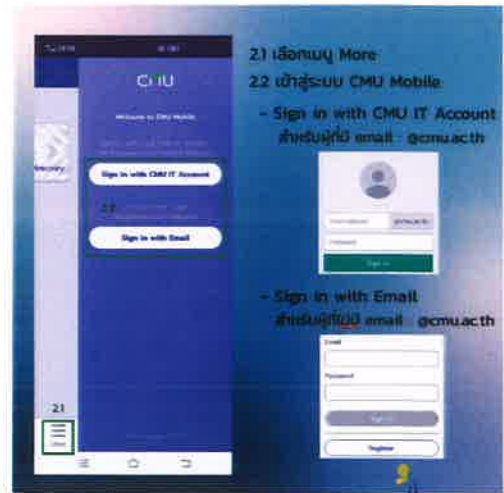 CMU
Welcome to CMU Mobile
Sign in with CMU IT Account
2.2
Sign in with Email
2.1
2.1 เลือกเมนู More
2.2 เข้าสู่ระบบ CMU Mobile
- Sign in with CMU IT Account
สำหรับผู้ที่มี email : @cmu.ac.th
@cmu.ac.th
Sign in
- Sign in with Email
สำหรับผู้ที่ไม่มี email : @cmu.ac.th
Email
Password
Sign in
Register